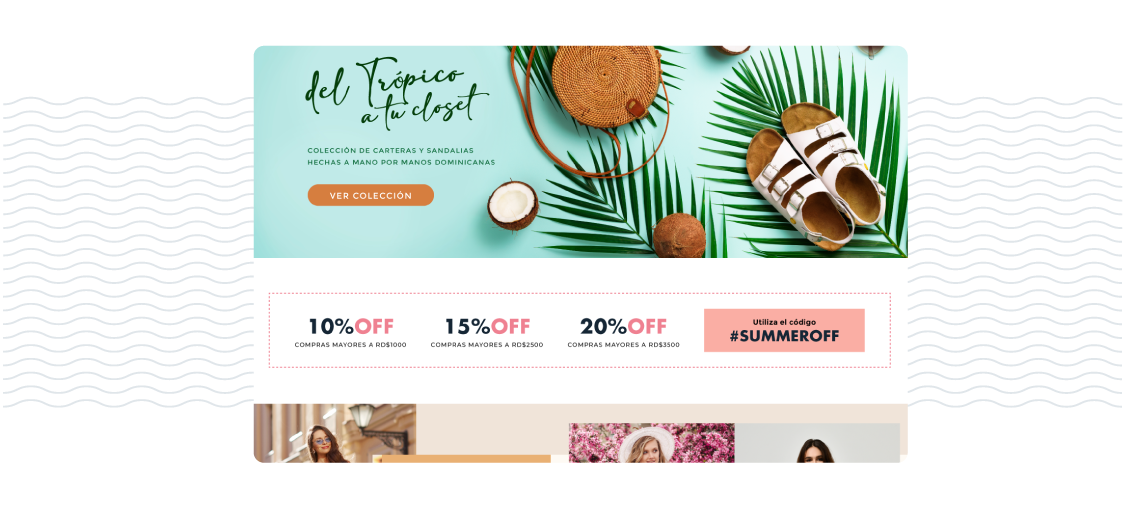 del Trópico
a tu closet
COLECCIÓN DE CARTERAS Y SANDALIAS
HECHAS A MANO POR MANOS DOMINICANAS
VER COLECCIÓN
10%OFF
COMPRAS MAYORES A RD$1000
15%OFF
COMPRAS MAYORES A RD$2500
20%OFF
COMPRAS MAYORES A RD$3500
Utiliza el código
#SUMMEROFF